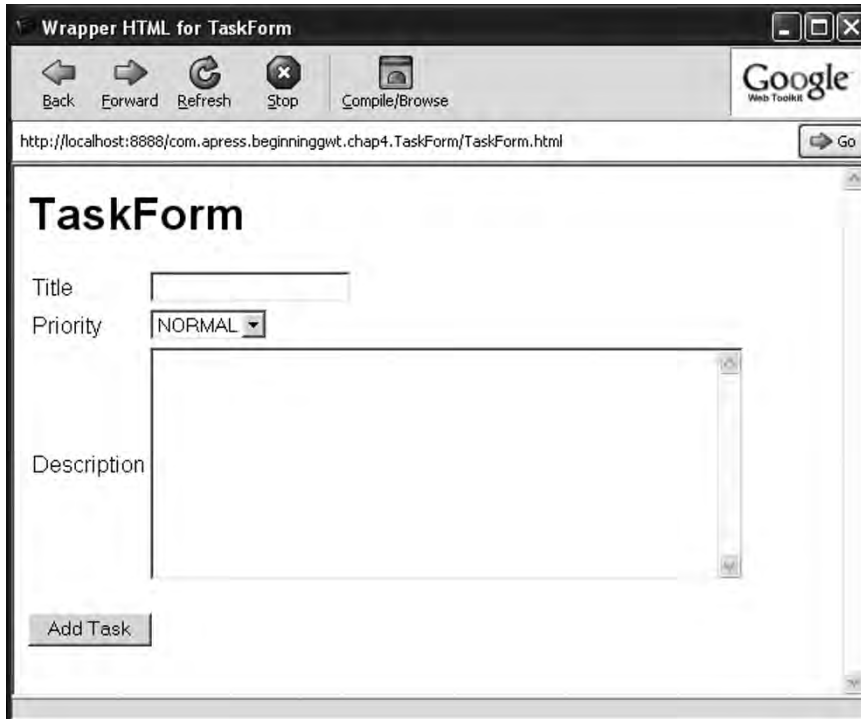 Wrapper HTML for TaskForm
Back Forward Refresh Stop Compile/Browse
Google
Web Toolkit
http://localhost:8888/com.apress.beginninggwt.chap4.TaskForm/TaskForm.html Go
TaskForm
Title
Priority NORMAL
Description
Add Task